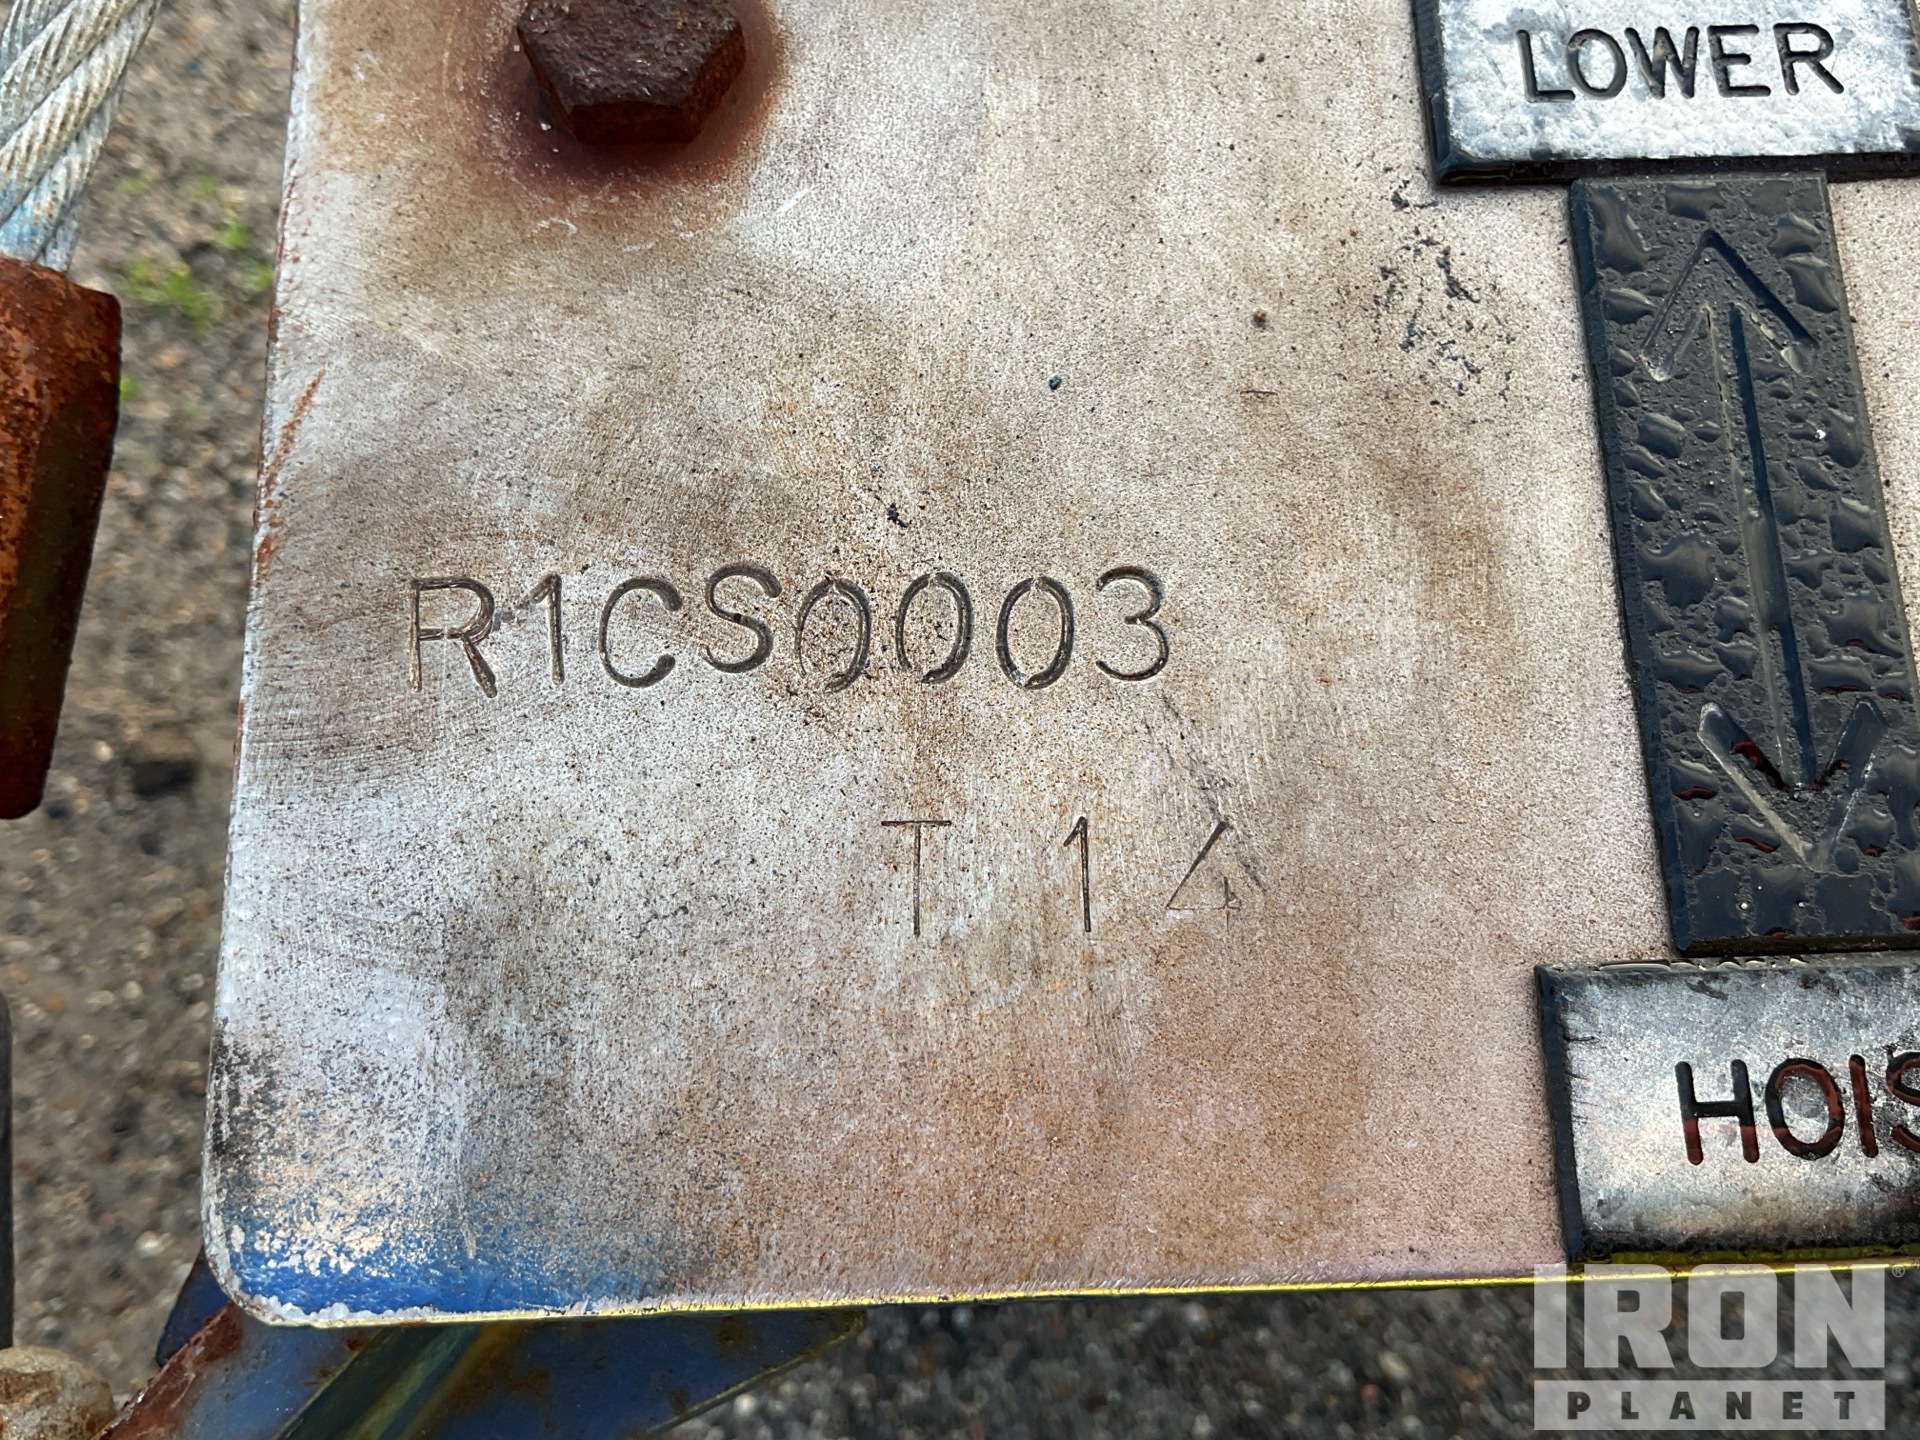 LOWER
R1CS0003
T 14
HOIS
IRON
PLANET